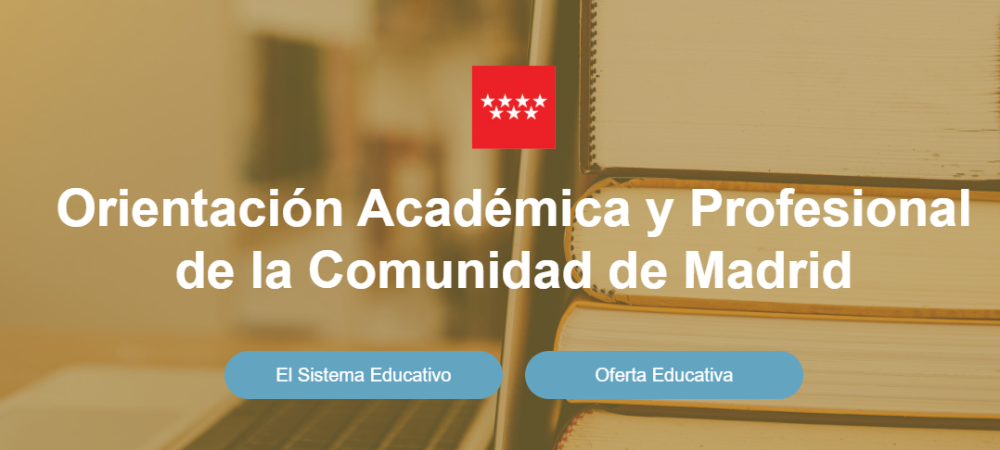 Orientación Académica y Profesional
de la Comunidad de Madrid
El Sistema Educativo
Oferta Educativa